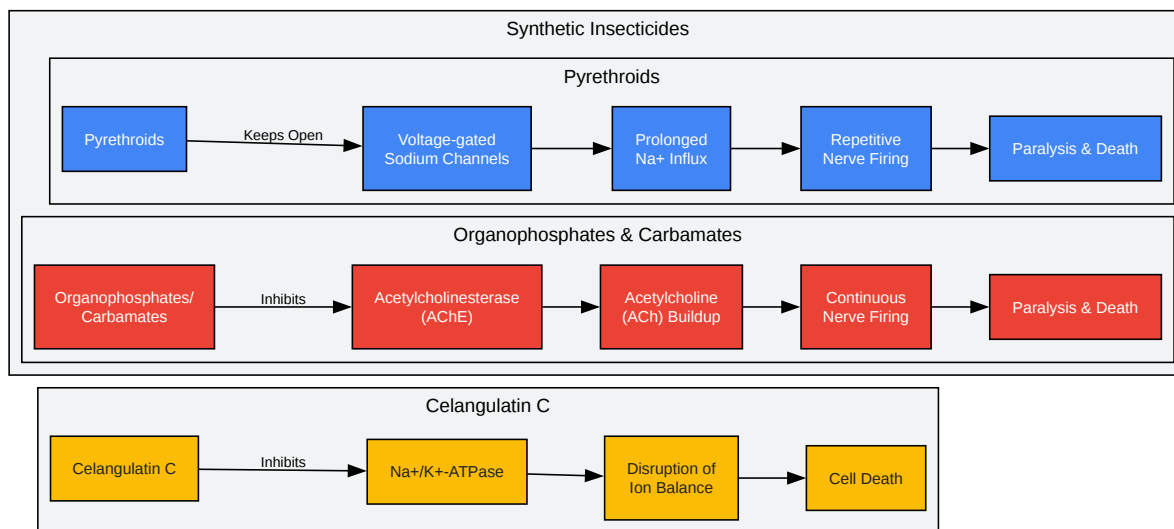 Synthetic Insecticides
Pyrethroids
Pyrethroids
Keeps Open
Voltage-gated
Sodium Channels
Prolonged
Na+ Influx
Repetitive
Nerve Firing
Paralysis & Death
Organophosphates & Carbamates
Organophosphates/
Carbamates
Inhibits
Acetylcholinesterase
(AChE)
Acetylcholine
(ACh) Buildup
Continuous
Nerve Firing
Paralysis & Death
Celangulatin C
Celangulatin C
Inhibits
Na+/K+-ATPase
Disruption of
Ion Balance
Cell Death